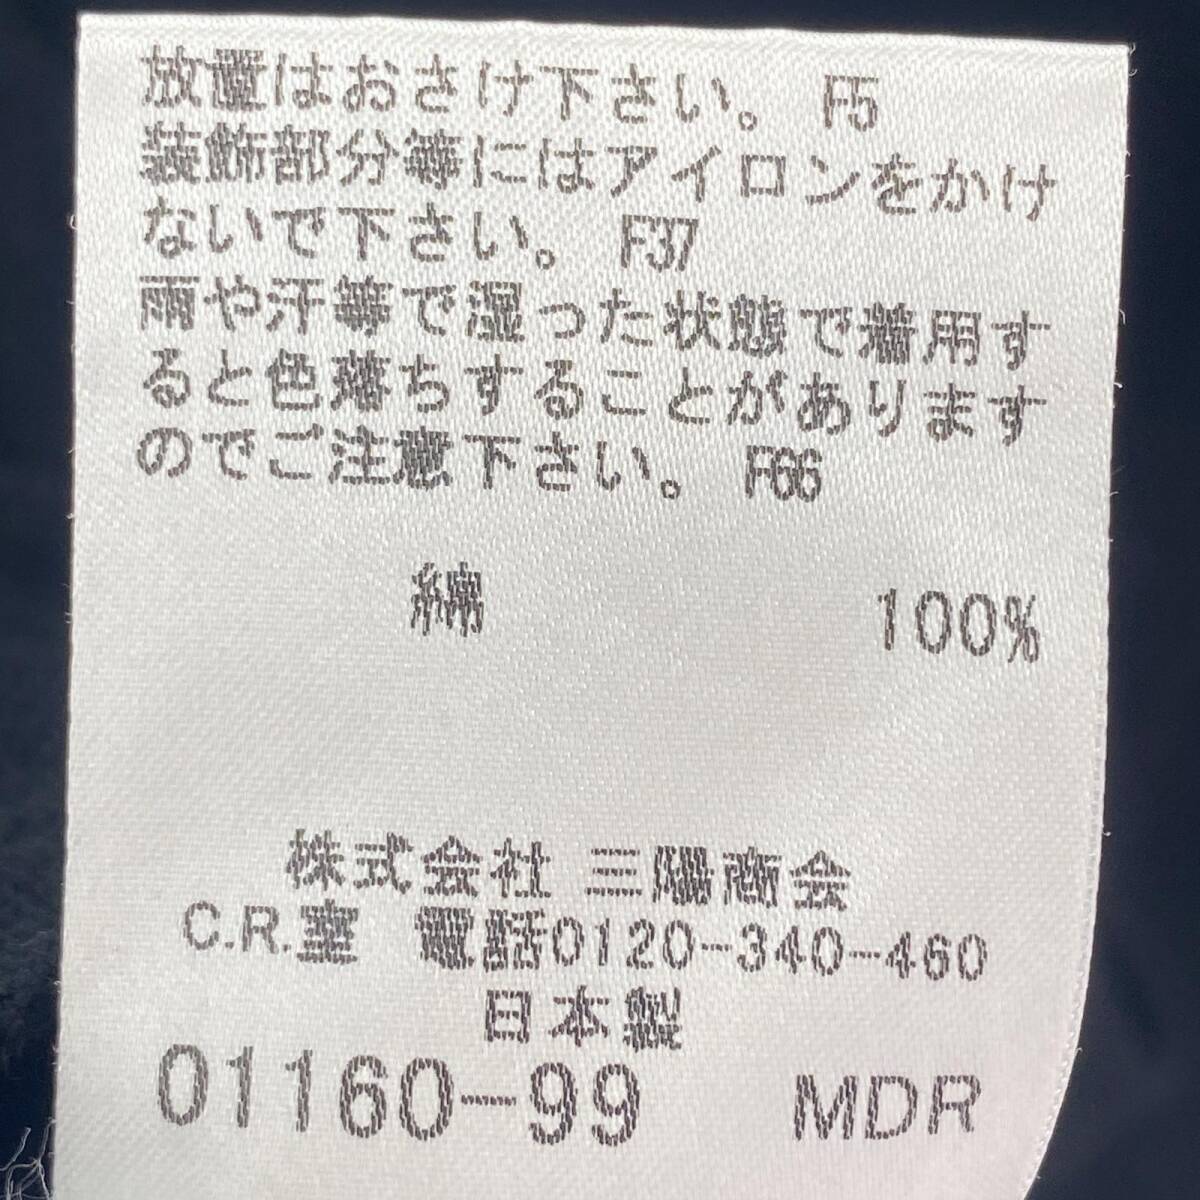 放置はおさけ下さい。 F5
装飾部分等にはアイロンをかけ
ないで下さい。 F37
雨や汗等で湿った状態で着用す
ると色落ちすることがあります
のでご注意下さい。 F66
綿 100%
株式会社 三陽商会
C.R.室 電話0120-340-460
日本製
01160-99 MDR